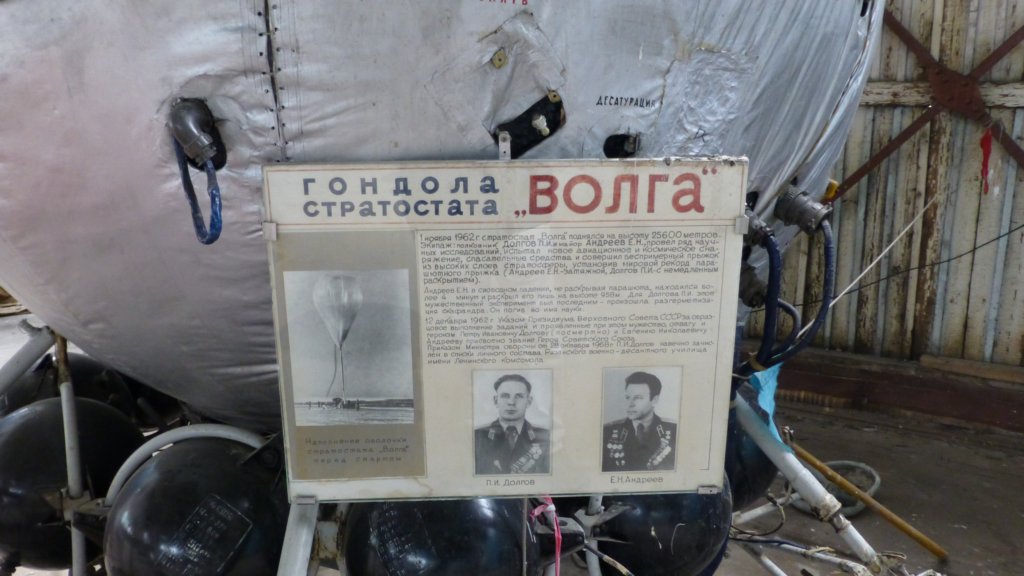 ДЕСАТУРАЦИЯ
ГОНДОЛА
СТРАТОСТАТА „ВОЛГА“
1 ноября 1962 г. стратостат „Волга“ поднялся на высоту 25600 метров.
Экипаж: полковник Долгов П.И. и майор Андреев Е.Н., провел ряд науч-
ных исследований, испытал новое авиационное и космическое сна-
ряжение, спасательные средства и совершил беспримерный прыжок
из высоких слоев стратосферы, установив мировой рекорд пара-
шютного прыжка (Андреев Е.Н.-затяжной, Долгов П.И.-с немедленным
раскрытием).
Андреев Е.Н. в свободном падении, не раскрывая парашюта, находился бо-
лее 4 минут и раскрыл его лишь на высоте 958м. Для Долгова П.И. этот
мужественный эксперимент был последним - произошла разгерметиза-
ция скафандра. Он погиб во имя науки.
12 декабря 1962 г. Указом Президиума Верховного Совета СССР за образ-
цовое выполнение заданий и проявленные при этом мужество, отвагу и
героизм Петру Ивановичу Долгову (посмертно) и Евгению Николаевичу
Андрееву присвоено звание Героя Советского Союза.
Приказом Министра обороны от 28 октября 1968 г. П.И. Долгов навечно зачис-
лен в списки личного состава Рязанского военно-десантного училища
имени Ленинского Комсомола.
Наполнение оболочки
стратостата „Волга“
перед стартом
П.И. Долгов
Е.Н. Андреев